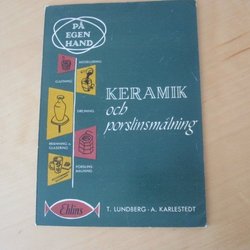 PÅ
EGEN
HAND
MODELLERING
GJUTNING
DREJNING
BRÄNNING o.
GLASERING
PORSLINS-
MÅLNING
KERAMIK
och
porslinsmålning
Ehlins
T. LUNDBERG - A. KARLESTEDT